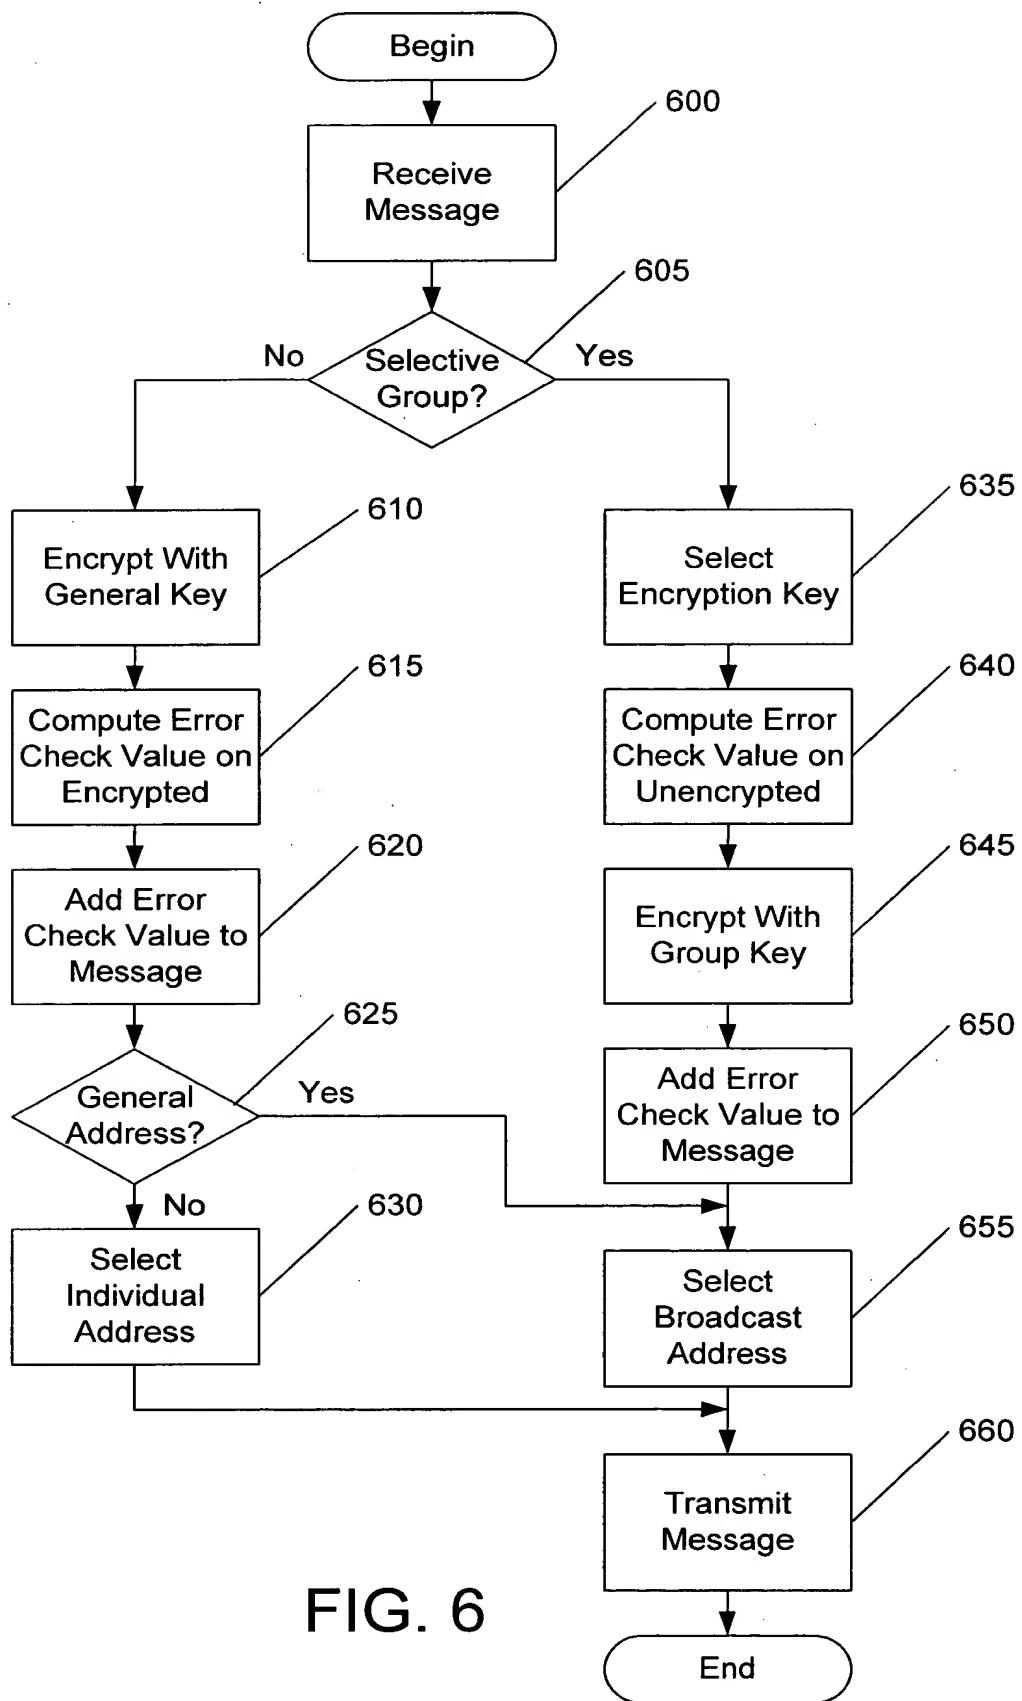 Begin
600
Receive
Message
605
No
Selective
Group?
Yes
610
Encrypt With
General Key
635
Select
Encryption Key
615
Compute Error
Check Value on
Encrypted
640
Compute Error
Check Value on
Unencrypted
620
Add Error
Check Value to
Message
645
Encrypt With
Group Key
625
General
Address?
Yes
No
650
Add Error
Check Value to
Message
630
Select
Individual
Address
655
Select
Broadcast
Address
660
Transmit
Message
FIG. 6
End